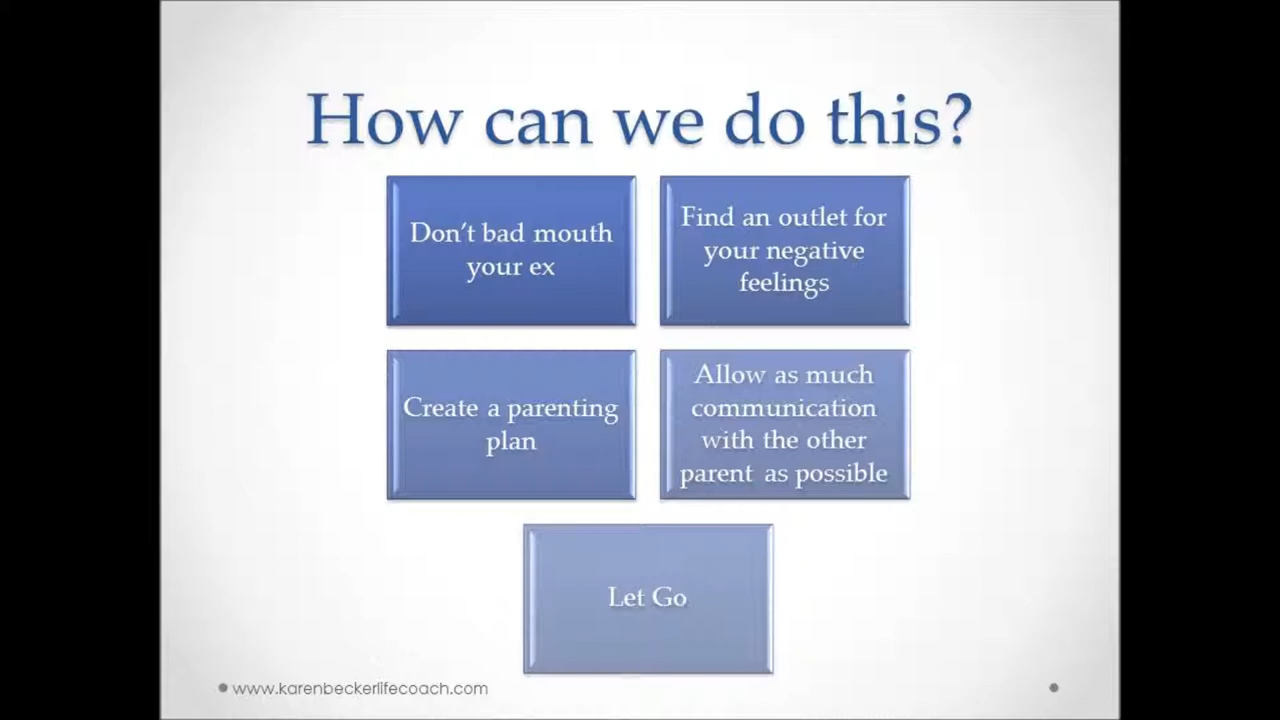 How can we do this?
Don't bad mouth
your ex
Find an outlet for
your negative
feelings
Create a parenting
plan
Allow as much
communication
with the other
parent as possible
Let Go
www.karenbeckerlifecoach.com